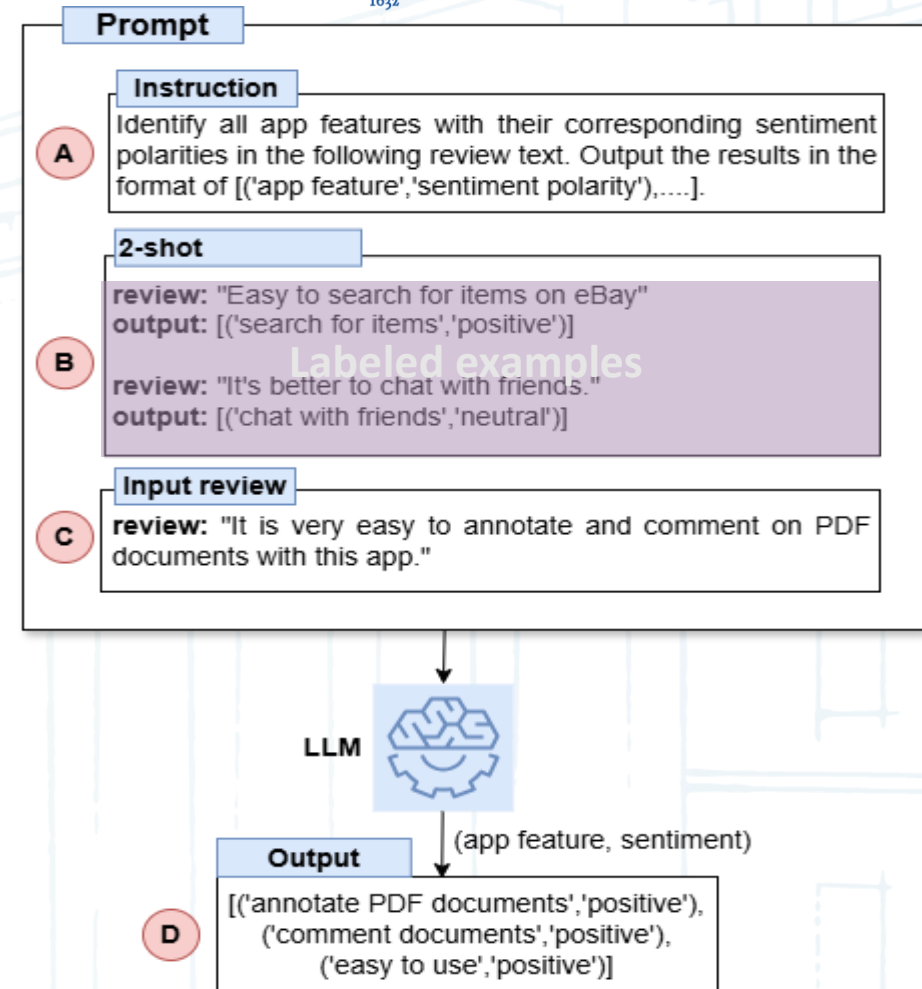 1632
Prompt
Instruction
A
Identify all app features with their corresponding sentiment
polarities in the following review text. Output the results in the
format of [('app feature','sentiment polarity'),....].
2-shot
B
review: "Easy to search for items on eBay"
output: [('search for items','positive')]
Labeled examples
review: "It's better to chat with friends."
output: [('chat with friends','neutral')]
Input review
C
review: "It is very easy to annotate and comment on PDF
documents with this app."
LLM
(app feature, sentiment)
Output
D
[('annotate PDF documents','positive'),
('comment documents','positive'),
('easy to use','positive')]